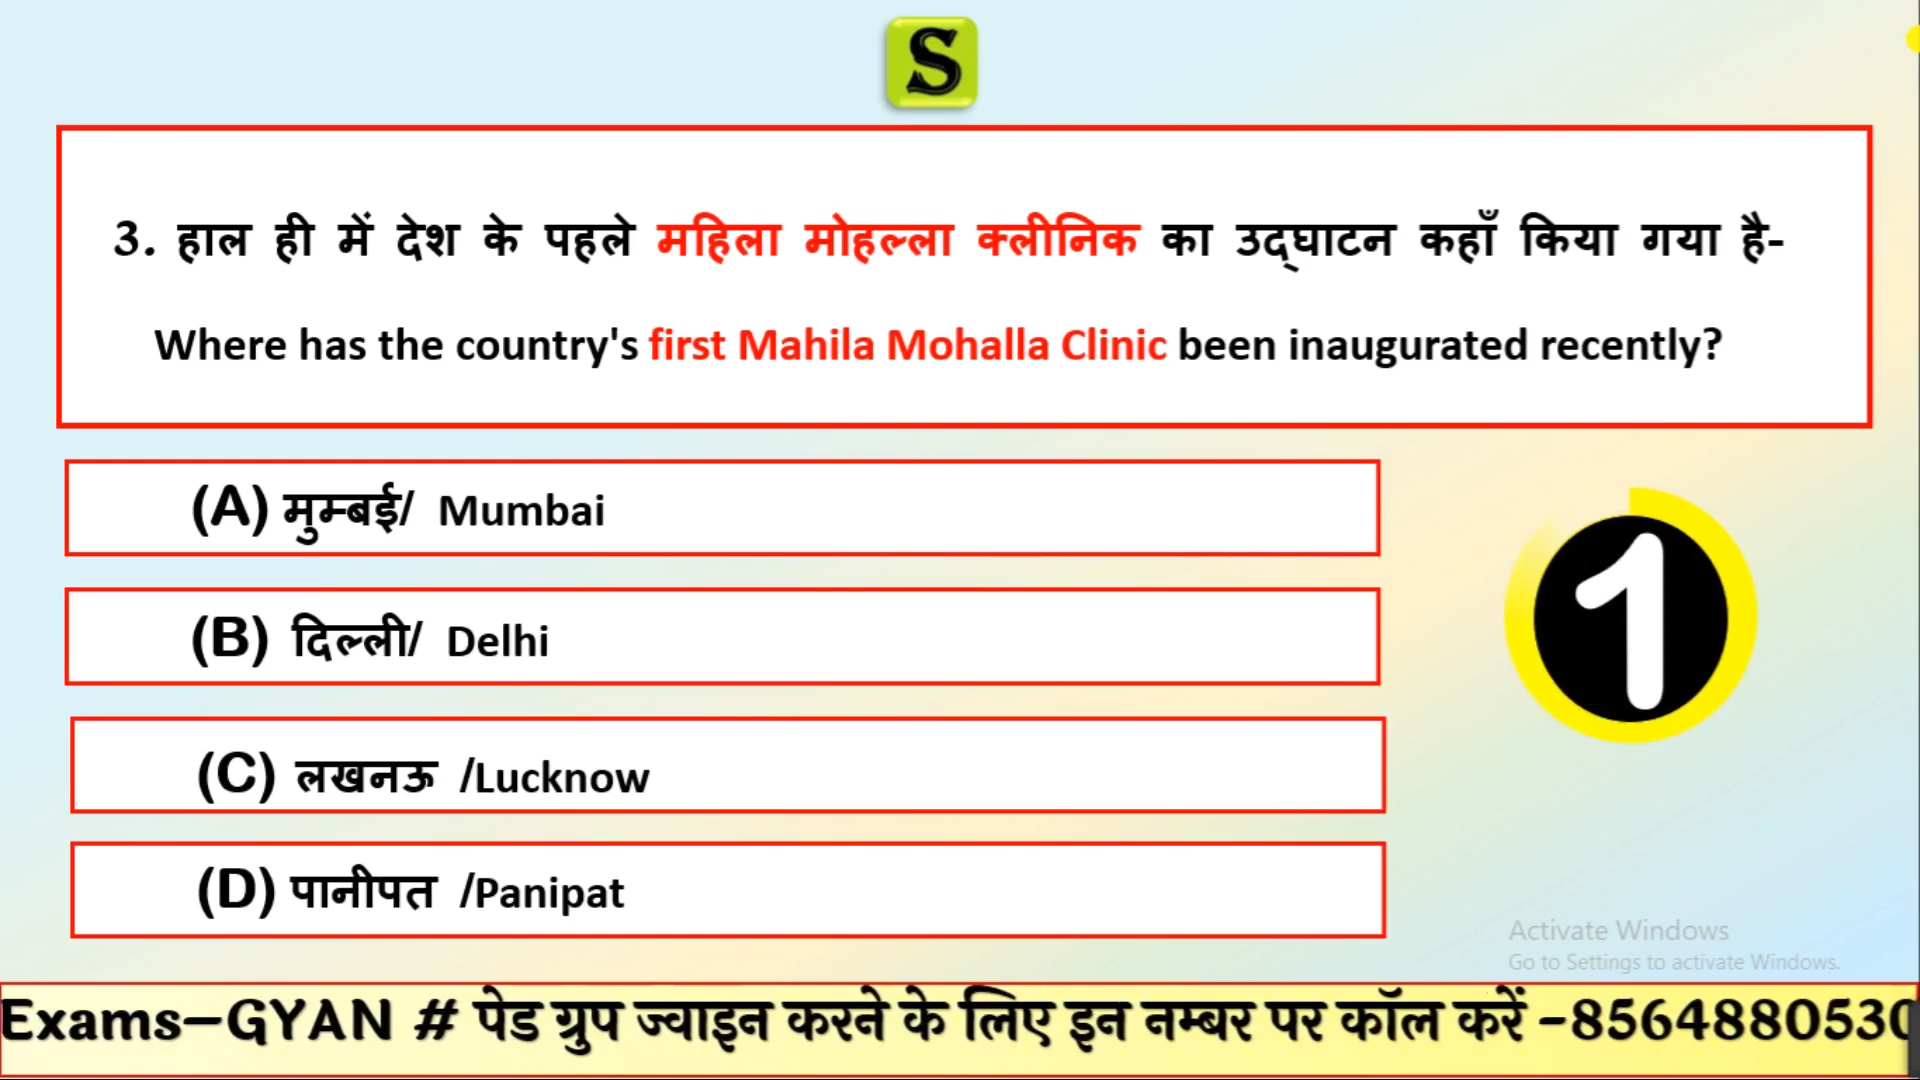 S
3. हाल ही में देश के पहले महिला मोहल्ला क्लीनिक का उद्घाटन कहाँ किया गया है-
Where has the country's first Mahila Mohalla Clinic been inaugurated recently?
(A) मुम्बई/ Mumbai
(B) दिल्ली/ Delhi
1
(C) लखनऊ /Lucknow
(D) पानीपत /Panipat
Activate Windows
Go to Settings to activate Windows.
Exams–GYAN # पेड ग्रुप ज्वाइन करने के लिए इन नम्बर पर कॉल करें -8564880530